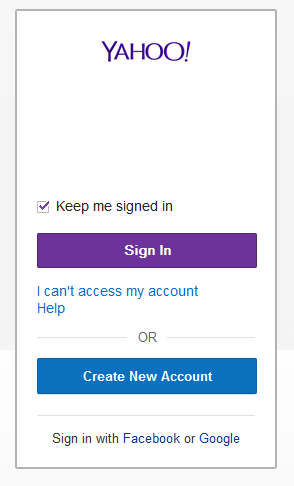 YAHOO!
Keep me signed in
Sign In
I can't access my account
Help
OR
Create New Account
Sign in with Facebook or Google